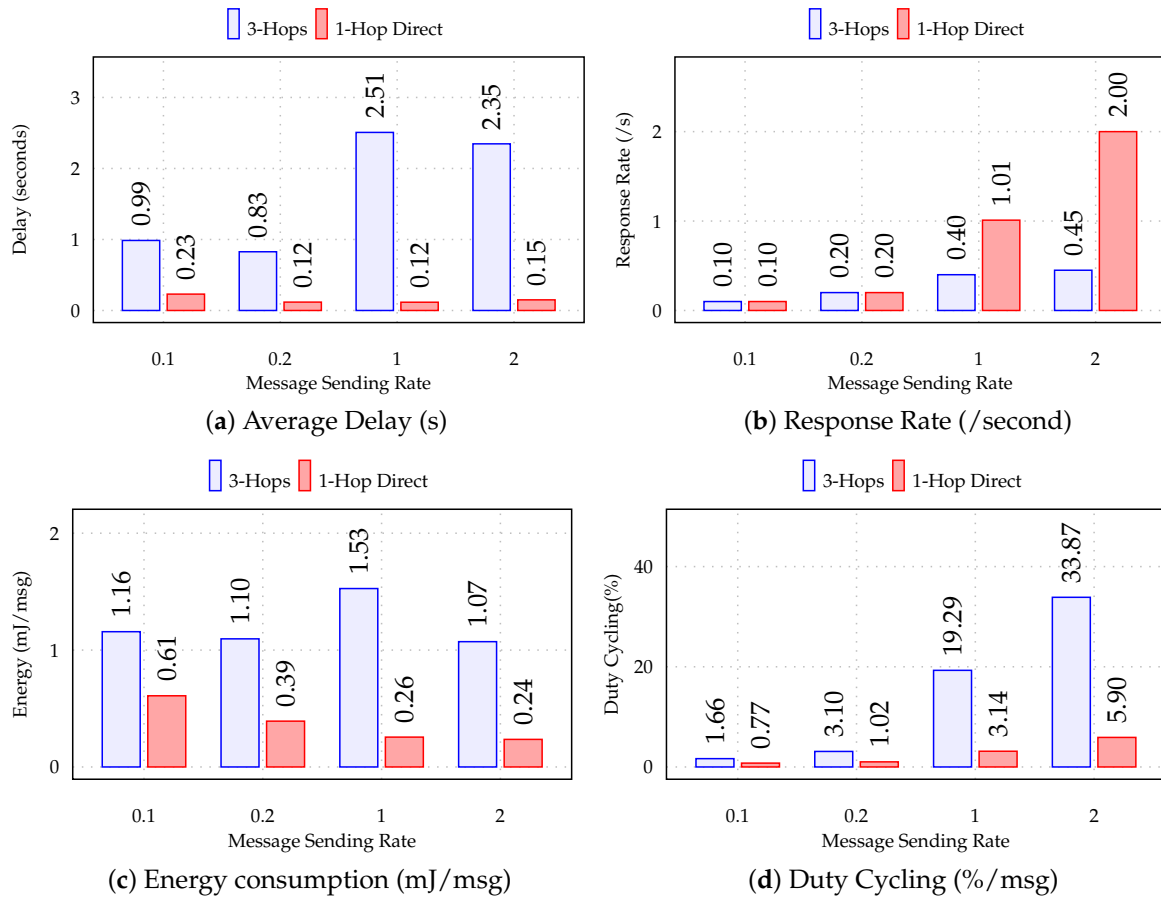 3-Hops 1-Hop Direct
Delay (seconds)
3
2
1
0
0.99
0.23
0.83
0.12
2.51
0.12
2.35
0.15
0.1 0.2 1 2
Message Sending Rate
(a) Average Delay (s)
3-Hops 1-Hop Direct
Response Rate (/s)
2
1
0
0.10
0.10
0.20
0.20
0.40
1.01
0.45
2.00
0.1 0.2 1 2
Message Sending Rate
(b) Response Rate (/second)
3-Hops 1-Hop Direct
Energy (mJ/msg)
2
1
0
1.16
0.61
1.10
0.39
1.53
0.26
1.07
0.24
0.1 0.2 1 2
Message Sending Rate
(c) Energy consumption (mJ/msg)
3-Hops 1-Hop Direct
Duty Cycling(%)
40
20
0
1.66
0.77
3.10
1.02
19.29
3.14
33.87
5.90
0.1 0.2 1 2
Message Sending Rate
(d) Duty Cycling (%/msg)